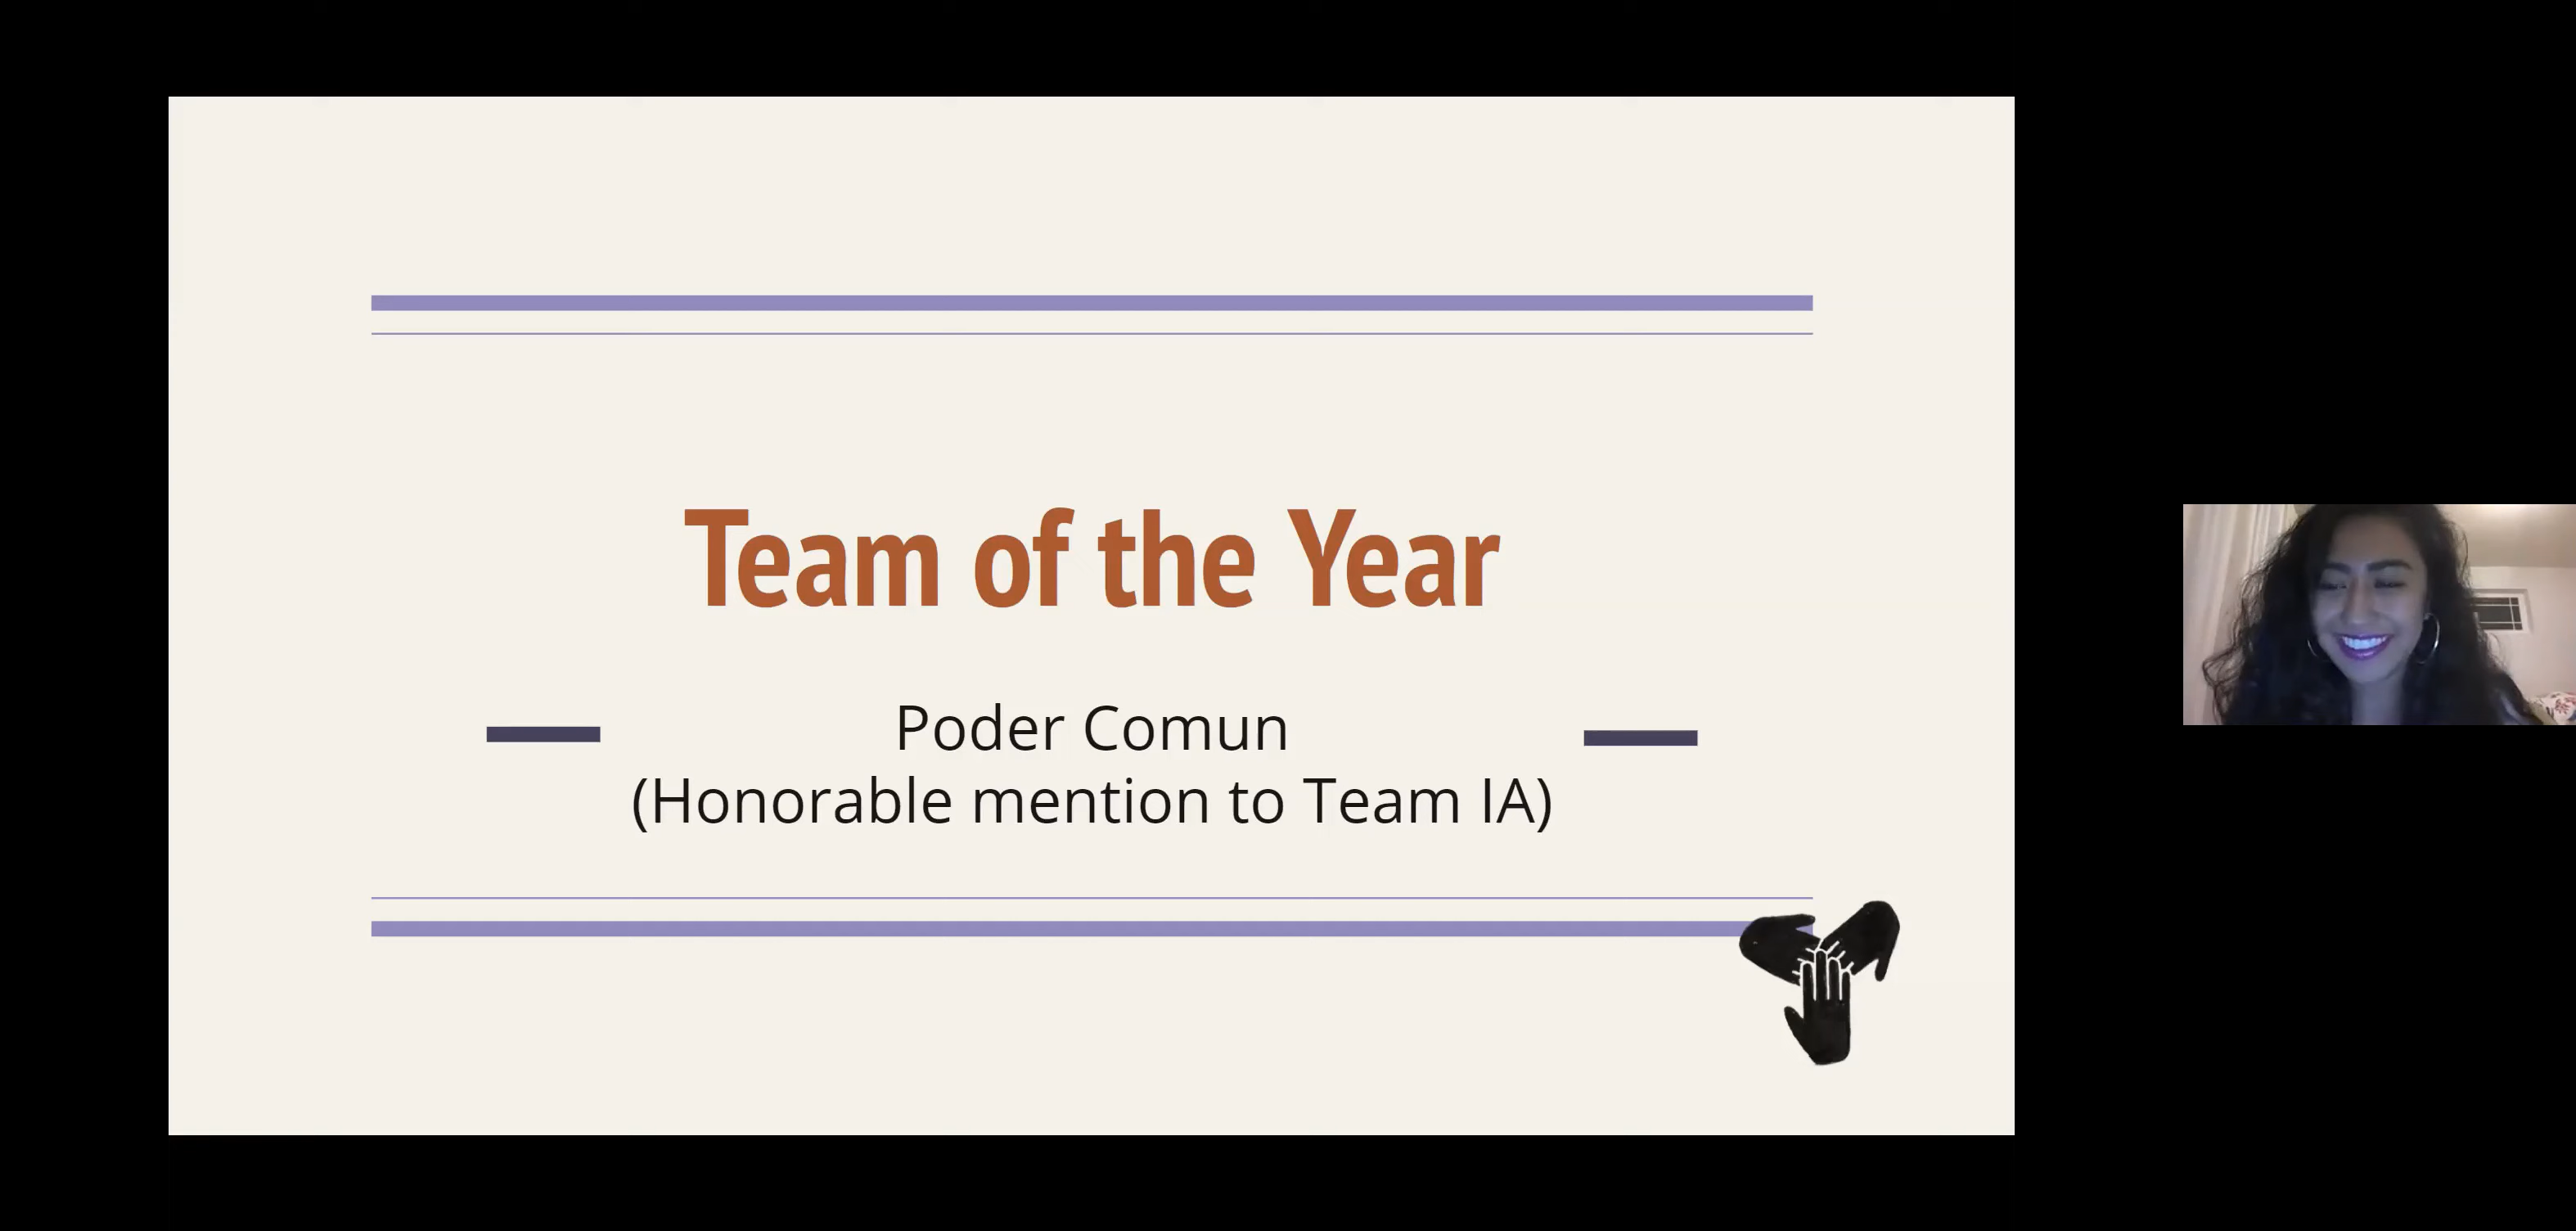 Team of the Year
Poder Comun
(Honorable mention to Team IA)